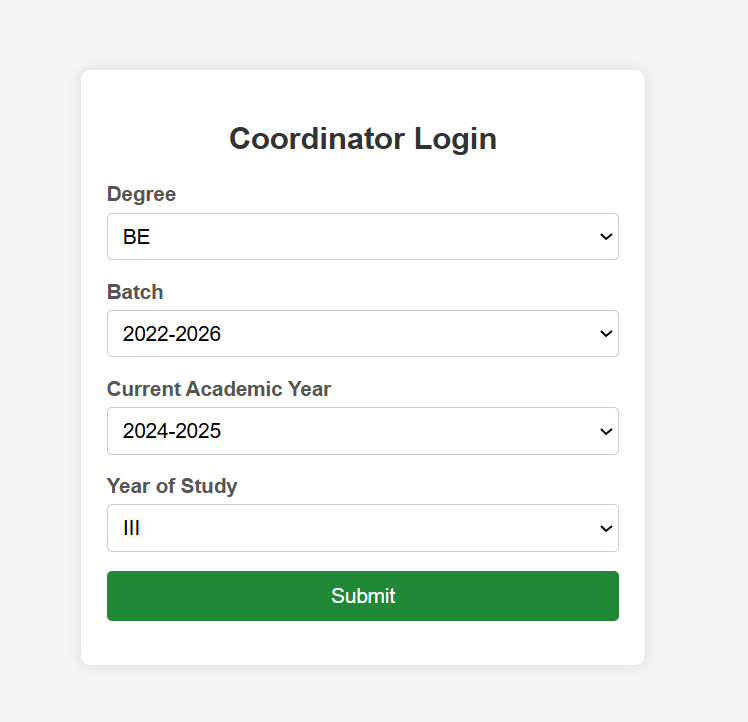 Coordinator Login
Degree
BE
Batch
2022-2026
Current Academic Year
2024-2025
Year of Study
III
Submit